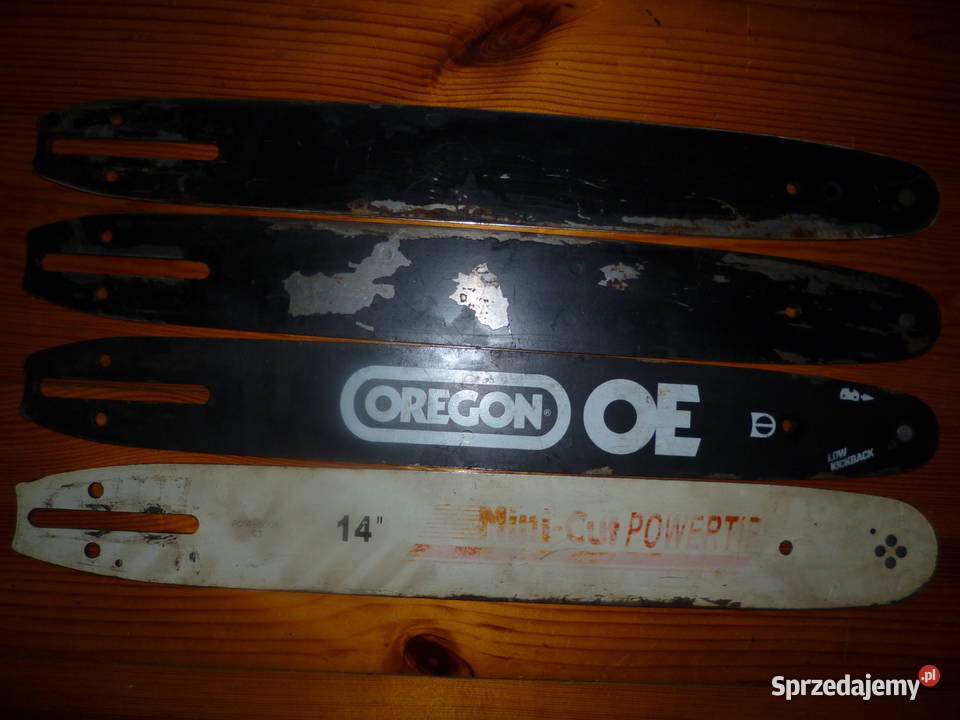 OREGON®
OE
LOW
KICKBACK
14"
Mini-Cut POWERTIP
Sprzedajemy.pl